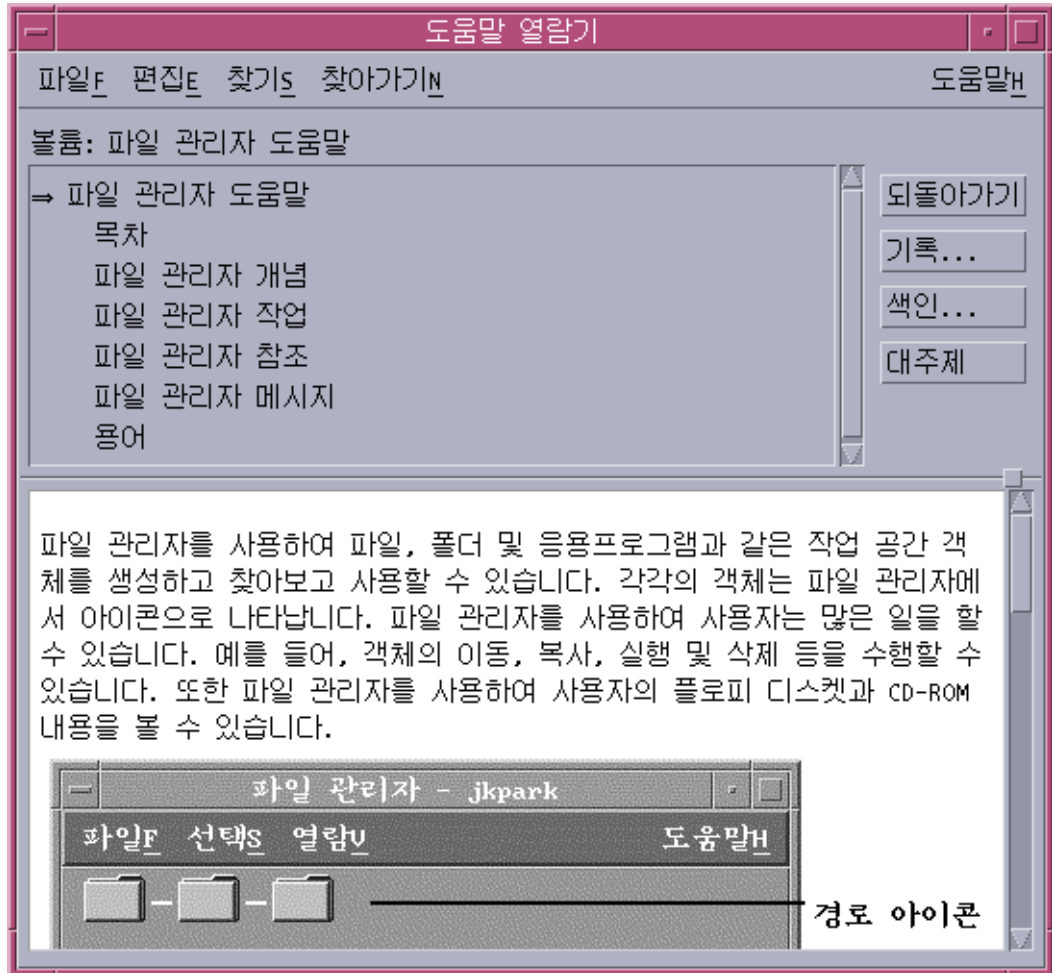 도움말 열람기
파일F 편집E 찾기S 찾아가기N 도움말H
볼륨: 파일 관리자 도움말
⇒ 파일 관리자 도움말
목차
파일 관리자 개념
파일 관리자 작업
파일 관리자 참조
파일 관리자 메시지
용어
되돌아가기
기록...
색인...
대주제
파일 관리자를 사용하여 파일, 폴더 및 응용프로그램과 같은 작업 공간 객
체를 생성하고 찾아보고 사용할 수 있습니다. 각각의 객체는 파일 관리자에
서 아이콘으로 나타납니다. 파일 관리자를 사용하여 사용자는 많은 일을 할
수 있습니다. 예를 들어, 객체의 이동, 복사, 실행 및 삭제 등을 수행할 수
있습니다. 또한 파일 관리자를 사용하여 사용자의 플로피 디스켓과 CD-ROM
내용을 볼 수 있습니다.
파일 관리자 - jkpark
파일F 선택S 열람V 도움말H
경로 아이콘